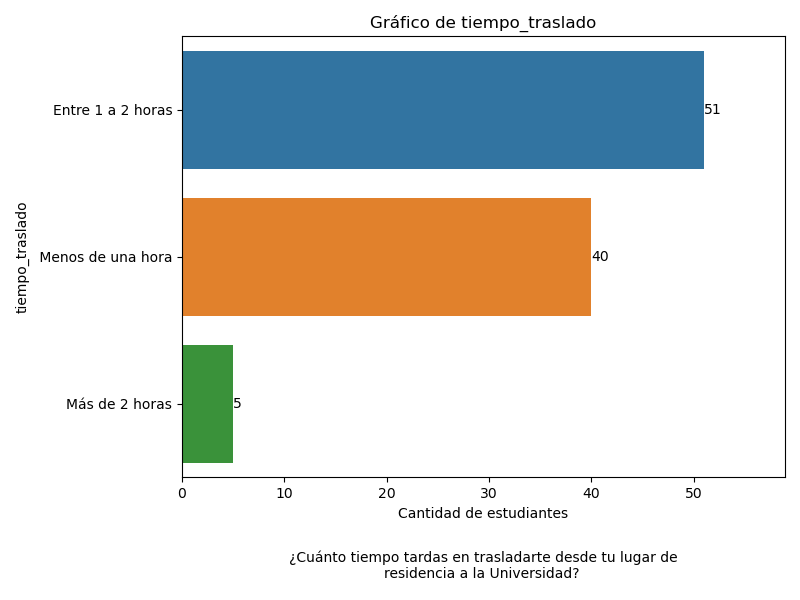 Gráfico de tiempo_traslado
Entre 1 a 2 horas
51
Menos de una hora
40
Más de 2 horas
5
tiempo_traslado
0 10 20 30 40 50
Cantidad de estudiantes
¿Cuánto tiempo tardas en trasladarte desde tu lugar de
residencia a la Universidad?